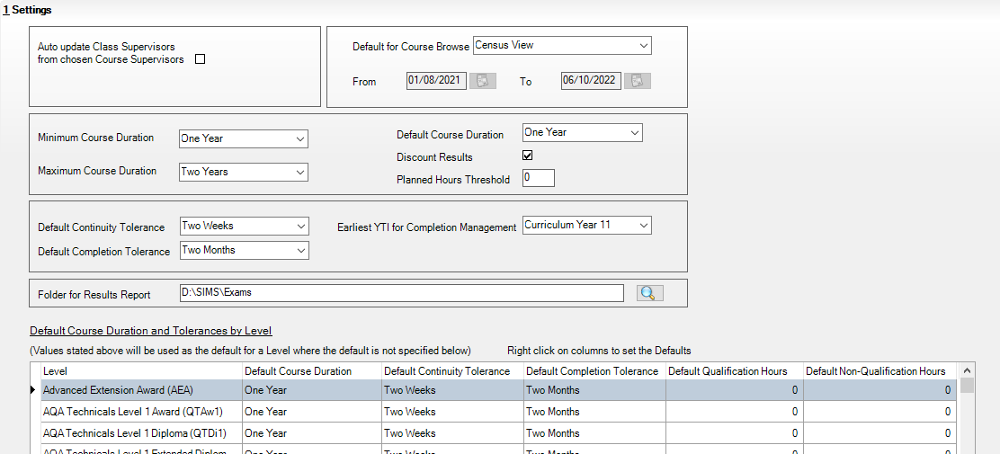 1 Settings
Auto update Class Supervisors
from chosen Course Supervisors
Default for Course Browse Census View
From 01/08/2021 To 06/10/2022
Minimum Course Duration One Year
Maximum Course Duration Two Years
Default Course Duration One Year
Discount Results
Planned Hours Threshold 0
Default Continuity Tolerance Two Weeks
Default Completion Tolerance Two Months
Earliest YTI for Completion Management Curriculum Year 11
Folder for Results Report D:\SIMS\Exams
Default Course Duration and Tolerances by Level
(Values stated above will be used as the default for a Level where the default is not specified below) Right click on columns to set the Defaults
Level Default Course Duration Default Continuity Tolerance Default Completion Tolerance Default Qualification Hours Default Non-Qualification Hours
Advanced Extension Award (AEA) One Year Two Weeks Two Months 0 0
AQA Technicals Level 1 Award (QTAw1) One Year Two Weeks Two Months 0 0
AQA Technicals Level 1 Diploma (QTDi1) One Year Two Weeks Two Months 0 0
AQA Technicals Level 1 Extended Diplom One Year Two Weeks Two Months 0 0